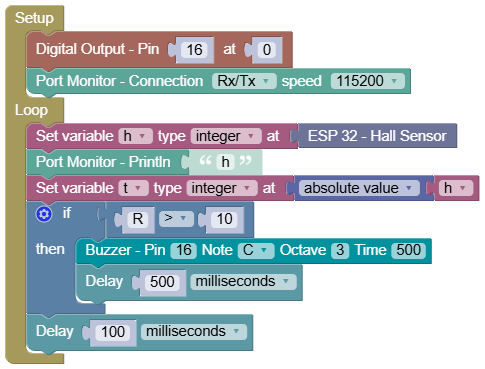 Setup
Digital Output - Pin 16 at 0
Port Monitor - Connection Rx/Tx speed 115200
Loop
Set variable h type integer at ESP 32 - Hall Sensor
Port Monitor - Println “ h ”
Set variable t type integer at absolute value h
if R > 10
then Buzzer - Pin 16 Note C Octave 3 Time 500
Delay 500 milliseconds
Delay 100 milliseconds